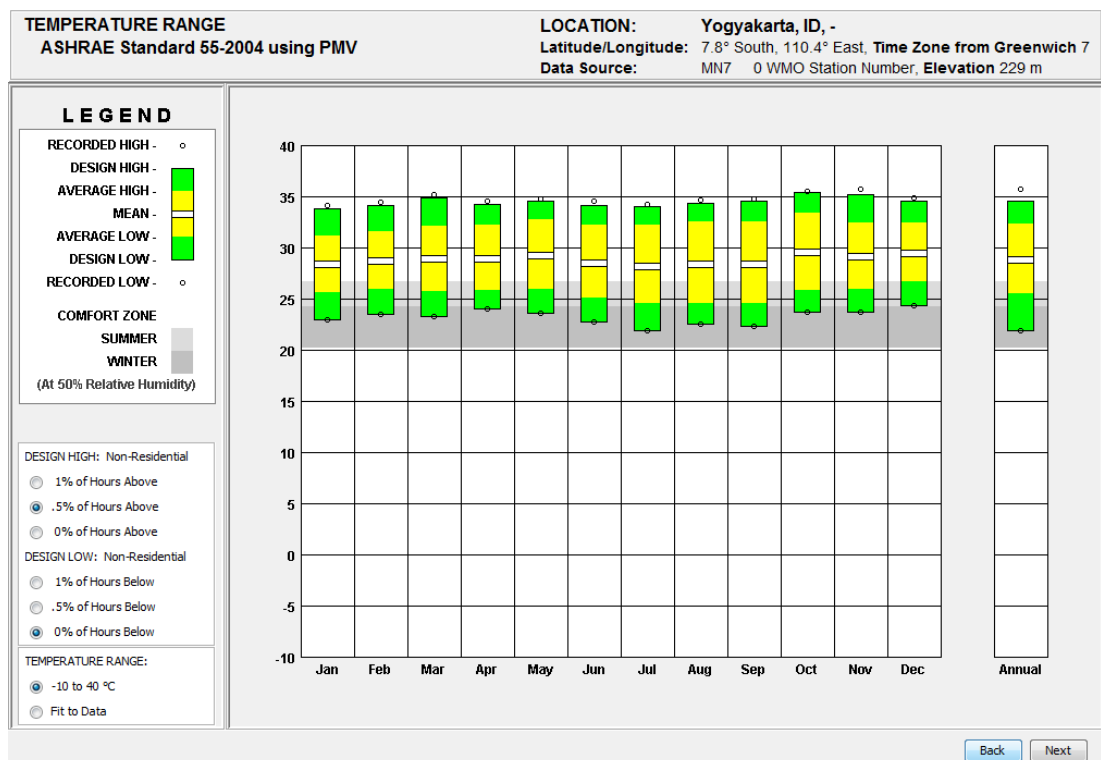 TEMPERATURE RANGE
ASHRAE Standard 55-2004 using PMV
LOCATION: Yogyakarta, ID, -
Latitude/Longitude: 7.8° South, 110.4° East, Time Zone from Greenwich 7
Data Source: MN7 0 WMO Station Number, Elevation 229 m
LEGEND
RECORDED HIGH -
DESIGN HIGH -
AVERAGE HIGH -
MEAN -
AVERAGE LOW -
DESIGN LOW -
RECORDED LOW -
COMFORT ZONE
SUMMER
WINTER
(At 50% Relative Humidity)
DESIGN HIGH: Non-Residential
1% of Hours Above
.5% of Hours Above
0% of Hours Above
DESIGN LOW: Non-Residential
1% of Hours Below
.5% of Hours Below
0% of Hours Below
TEMPERATURE RANGE:
-10 to 40 °C
Fit to Data
40
35
30
25
20
15
10
5
0
-5
-10
Jan Feb Mar Apr May Jun Jul Aug Sep Oct Nov Dec Annual
Back Next